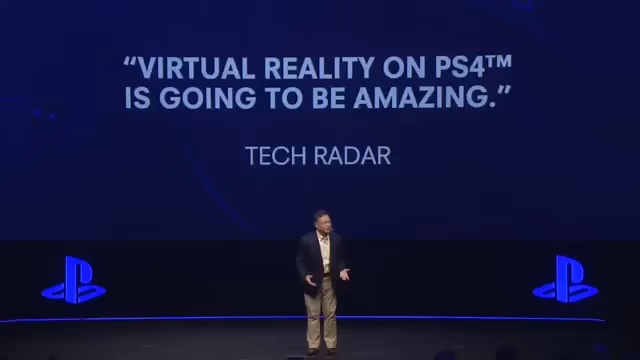 “VIRTUAL REALITY ON PS4™
IS GOING TO BE AMAZING.”
TECH RADAR